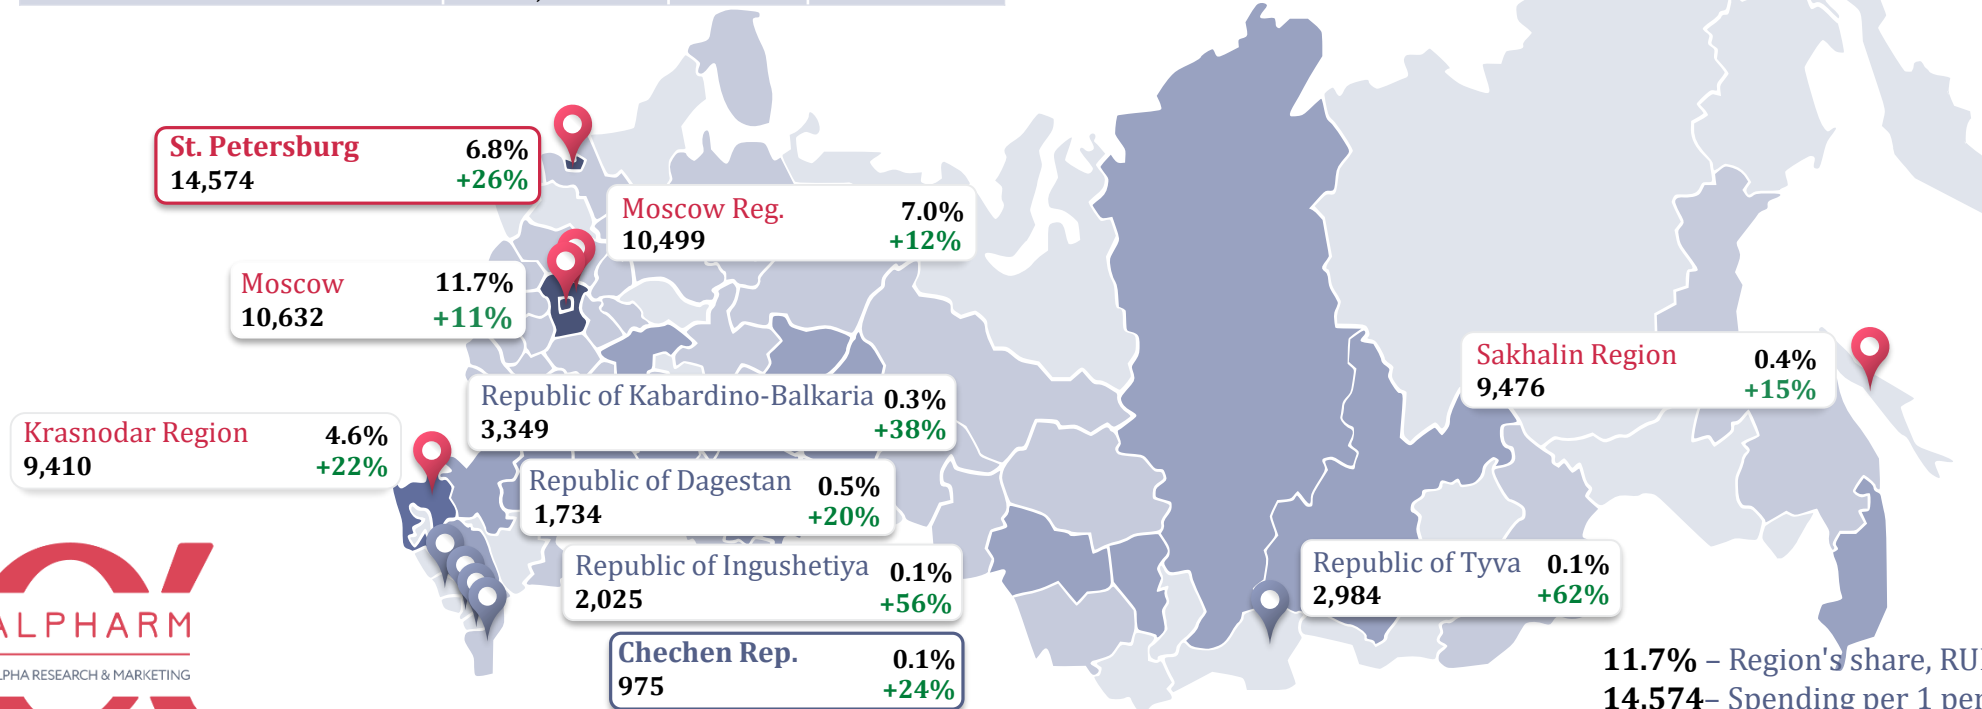 St. Petersburg 6.8%
14,574 +26%
Moscow Reg. 7.0%
10,499 +12%
Moscow 11.7%
10,632 +11%
Sakhalin Region 0.4%
9,476 +15%
Republic of Kabardino-Balkaria 0.3%
3,349 +38%
Krasnodar Region 4.6%
9,410 +22%
Republic of Dagestan 0.5%
1,734 +20%
Republic of Ingushetiya 0.1%
2,025 +56%
Republic of Tyva 0.1%
2,984 +62%
Chechen Rep. 0.1%
975 +24%
ALPHARM
ALPHA RESEARCH & MARKETING
11.7% – Region's share,
14,574– Spending per 1